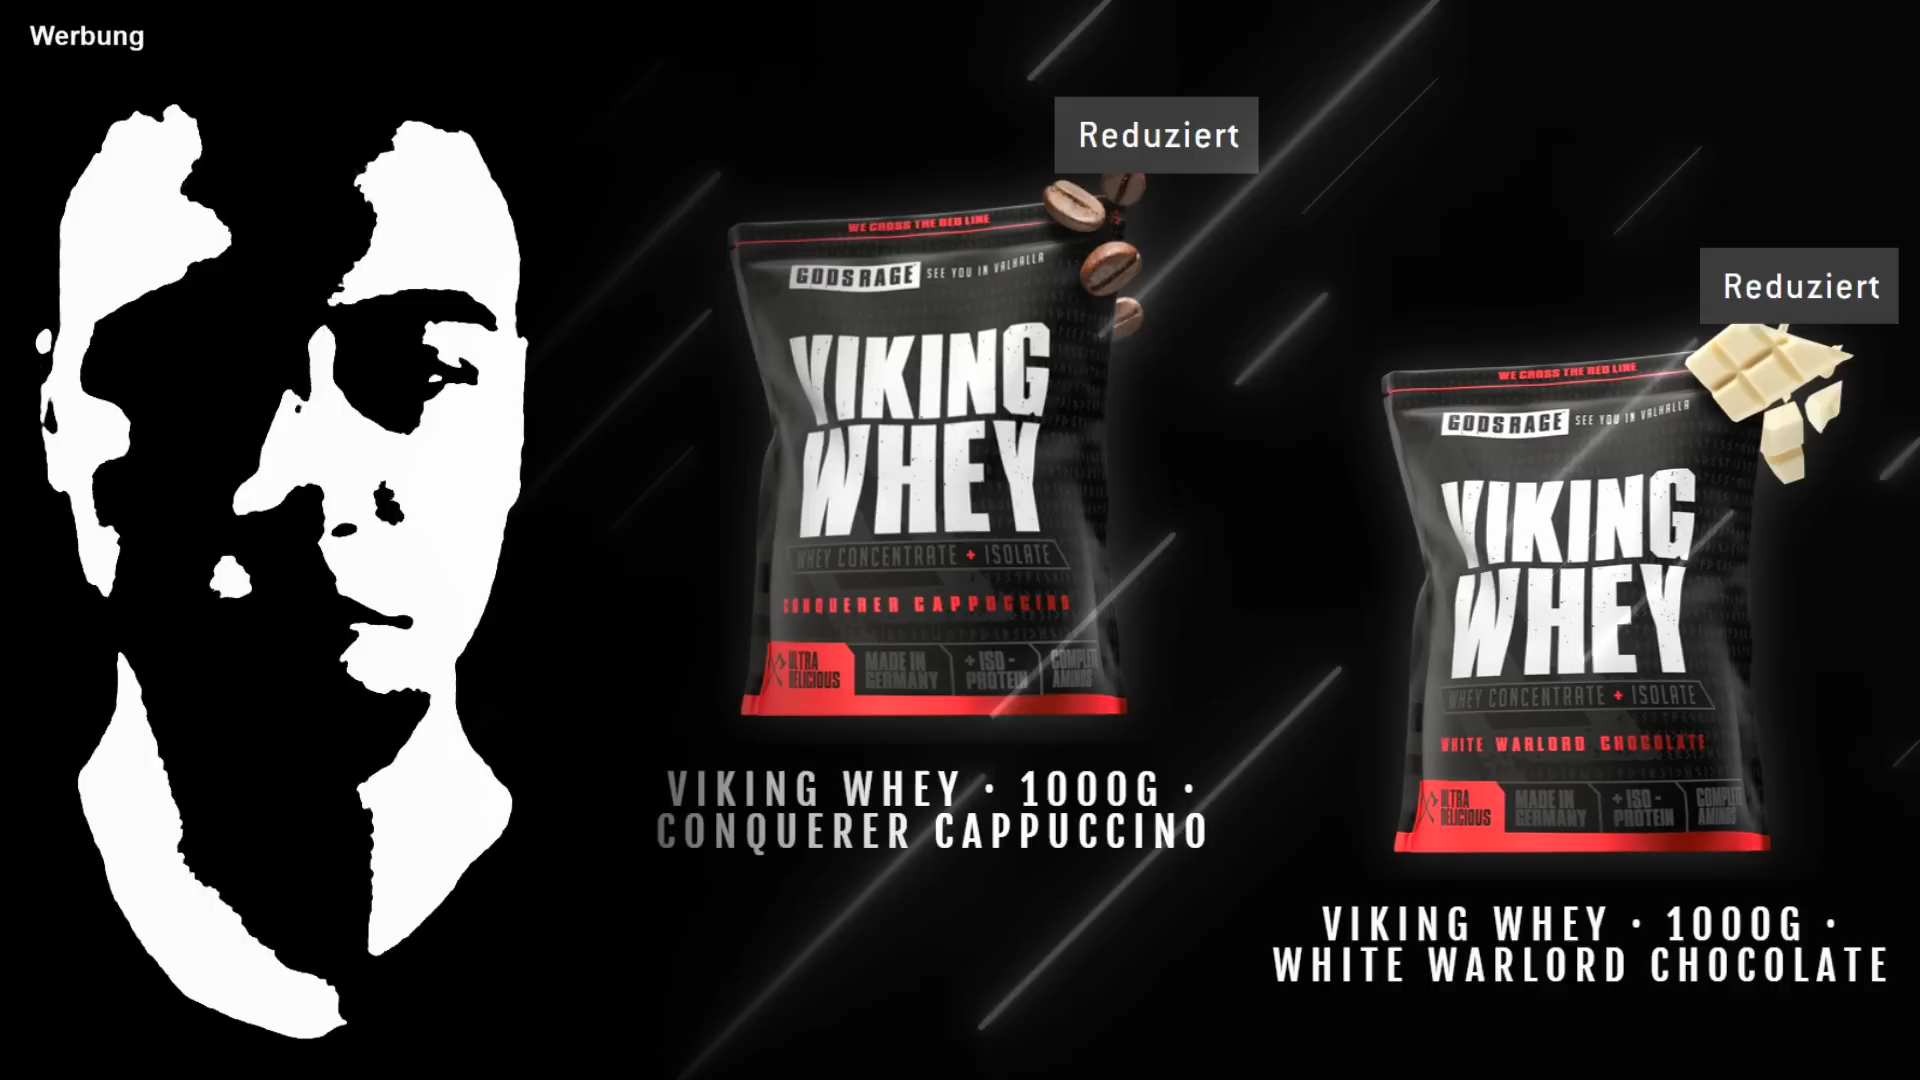 Werbung
Reduziert
WE CROSS THE RED LINE
GODSRAGE SEE YOU IN VALHALLA
VIKING
WHEY
WHEY CONCENTRATE + ISOLATE
CONQUERER CAPPUCCINO
ULTRA DELICIOUS
MADE IN GERMANY
+ ISO - PROTEIN
COMPLETE AMINOS
VIKING WHEY · 1000G ·
CONQUERER CAPPUCCINO
Reduziert
WE CROSS THE RED LINE
GODSRAGE SEE YOU IN VALHALLA
VIKING
WHEY
WHEY CONCENTRATE + ISOLATE
WHITE WARLORD CHOCOLATE
ULTRA DELICIOUS
MADE IN GERMANY
+ ISO - PROTEIN
COMPLETE AMINOS
VIKING WHEY · 1000G ·
WHITE WARLORD CHOCOLATE